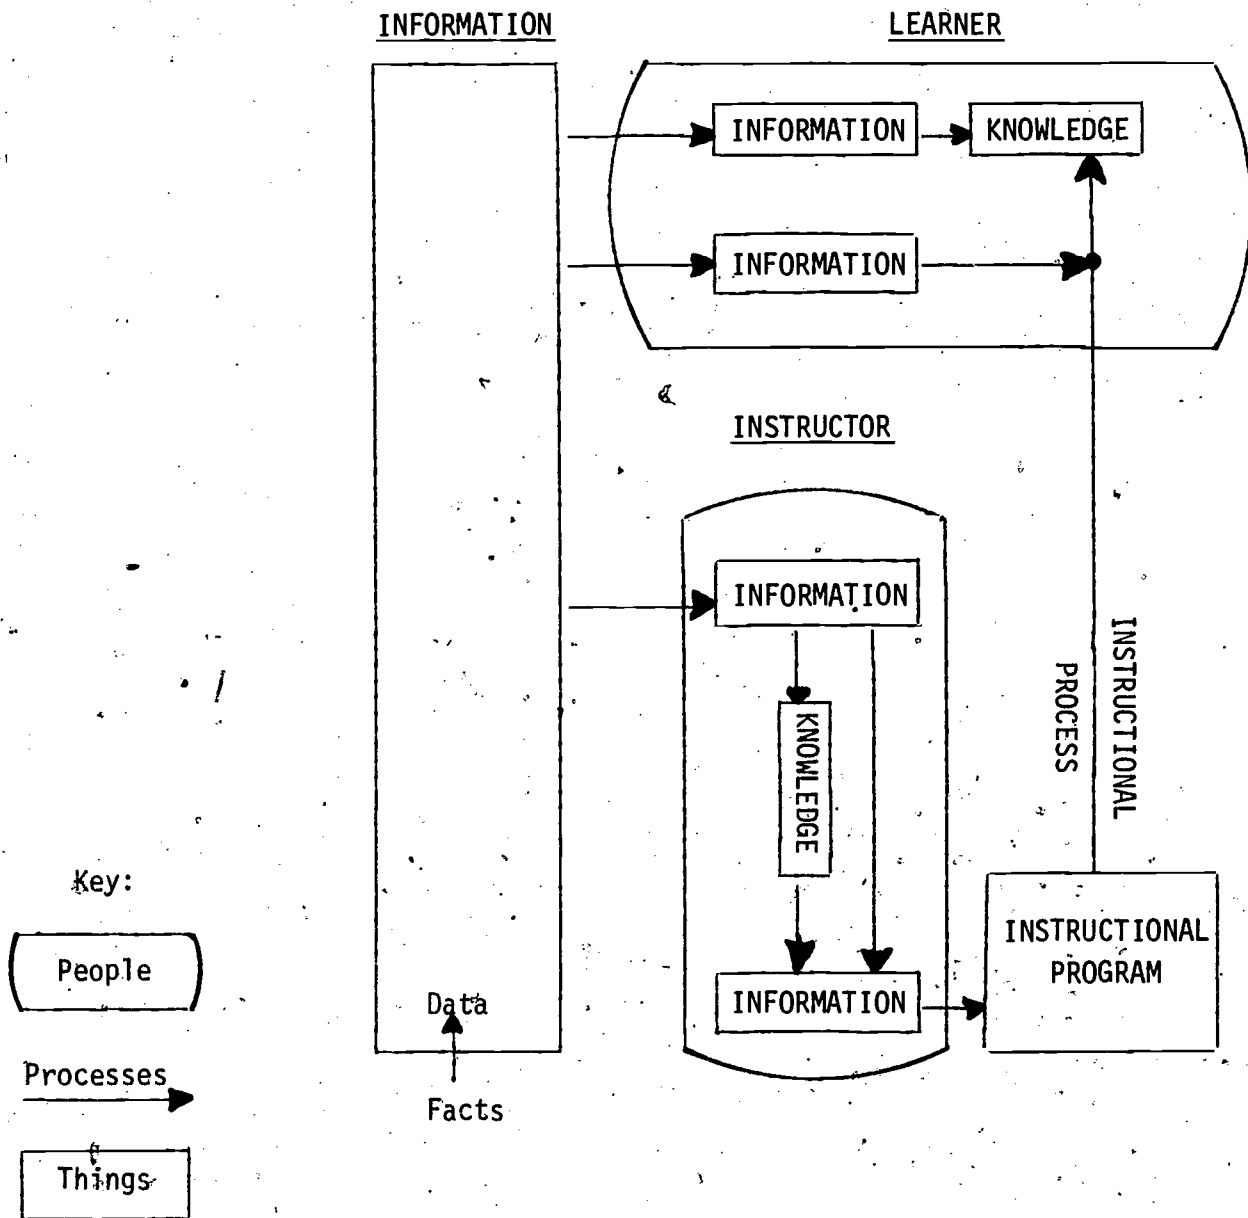 INFORMATION
LEARNER
INFORMATION
KNOWLEDGE
INFORMATION
INSTRUCTOR
INFORMATION
KNOWLEDGE
INFORMATION
INSTRUCTIONAL
PROCESS
INSTRUCTIONAL
PROGRAM
Data
Facts
Key:
People
Processes
Things